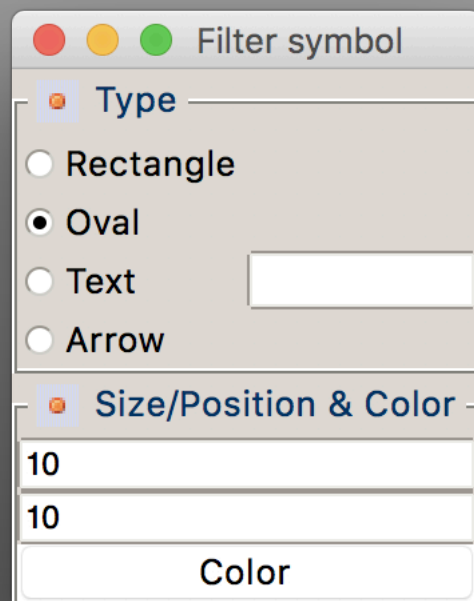 Filter symbol
Type
Rectangle
Oval
Text
Arrow
Size/Position & Color
10
10
Color